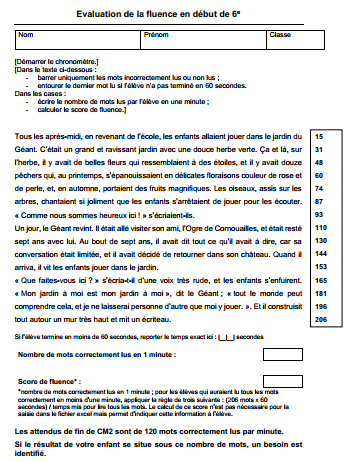 Evaluation de la fluence en début de 6e
Nom Prénom Classe
[Démarrer le chronomètre.]
[Dans le texte ci-dessous :
- barrer uniquement les mots incorrectement lus ou non lus ;
- entourer le dernier mot lu si l'élève n'a pas terminé en 60 secondes.
Dans les cases :
- écrire le nombre de mots lus par l'élève en une minute ;
- calculer le score de fluence.]
Tous les après-midi, en revenant de l'école, les enfants allaient jouer dans le jardin du 15
Géant. C'était un grand et ravissant jardin avec une douce herbe verte. Ça et là, sur 31
l'herbe, il y avait de belles fleurs qui ressemblaient à des étoiles, et il y avait douze 48
pêchers qui, au printemps, s'épanouissaient en délicates floraisons couleur de rose et 60
de perle, et, en automne, portaient des fruits magnifiques. Les oiseaux, assis sur les 74
arbres, chantaient si joliment que les enfants s'arrêtaient de jouer pour les écouter. 87
« Comme nous sommes heureux ici ! » s'écriaient-ils. 93
Un jour, le Géant revint. Il était allé visiter son ami, l'Ogre de Cornouailles, et était resté 110
sept ans avec lui. Au bout de sept ans, il avait dit tout ce qu'il avait à dire, car sa 130
conversation était limitée, et il avait décidé de retourner dans son château. Quand il 144
arriva, il vit les enfants jouer dans le jardin. 153
« Que faites-vous ici ? » s'écria-t-il d'une voix très rude, et les enfants s'enfuirent. 165
« Mon jardin à moi est mon jardin à moi », dit le Géant ; « tout le monde peut 181
comprendre cela, et je ne laisserai personne d'autre que moi y jouer. ». Et il construisit 196
tout autour un mur très haut et mit un écriteau. 206
Si l'élève termine en moins de 60 secondes, reporter le temps exact ici : |__|__| secondes
Nombre de mots correctement lus en 1 minute :
Score de fluence* :
*nombre de mots correctement lus en 1 minute ; pour les élèves qui auraient lu tous les mots
correctement en moins d'une minute, appliquer la règle de trois suivante : (206 mots x 60
secondes) / temps mis pour lire tous les mots. Le calcul de ce score n'est pas nécessaire pour la
saisie dans le fichier excel mais permet d'indiquer cette information à l'élève.
Les attendus de fin de CM2 sont de 120 mots correctement lus par minute.
Si le résultat de votre enfant se situe sous ce nombre de mots, un besoin est
identifié.